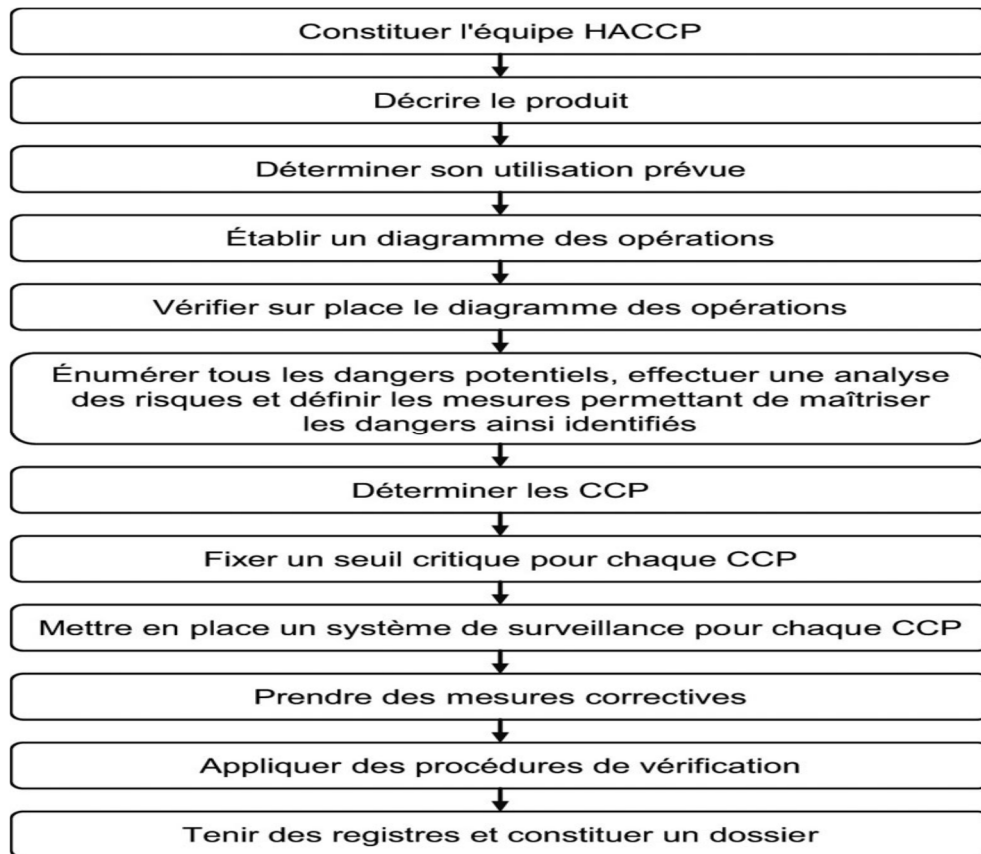 Constituer l'équipe HACCP
Décrire le produit
Déterminer son utilisation prévue
Établir un diagramme des opérations
Vérifier sur place le diagramme des opérations
Énumérer tous les dangers potentiels, effectuer une analyse
des risques et définir les mesures permettant de maîtriser
les dangers ainsi identifiés
Déterminer les CCP
Fixer un seuil critique pour chaque CCP
Mettre en place un système de surveillance pour chaque CCP
Prendre des mesures correctives
Appliquer des procédures de vérification
Tenir des registres et constituer un dossier